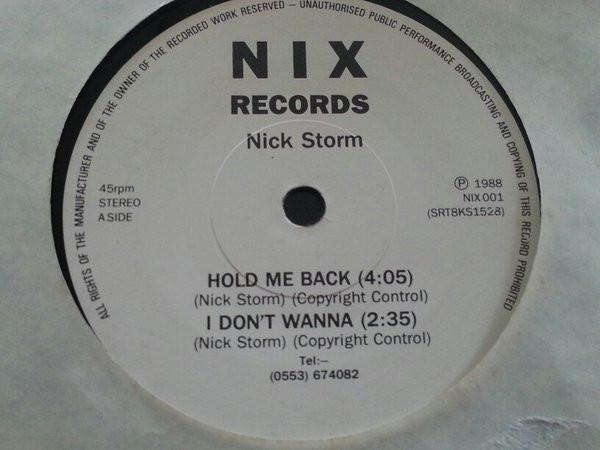 ALL RIGHTS OF THE MANUFACTURER AND OF THE OWNER OF THE RECORDED WORK RESERVED – UNAUTHORISED PUBLIC PERFORMANCE BROADCASTING AND COPYING OF THIS RECORD PROHIBITED
NIX
RECORDS
Nick Storm
45rpm
STEREO
A SIDE
℗ 1988
NIX 001
(SRT8KS1528)
HOLD ME BACK (4:05)
(Nick Storm) (Copyright Control)
I DON'T WANNA (2:35)
(Nick Storm) (Copyright Control)
Tel:–
(0553) 674082